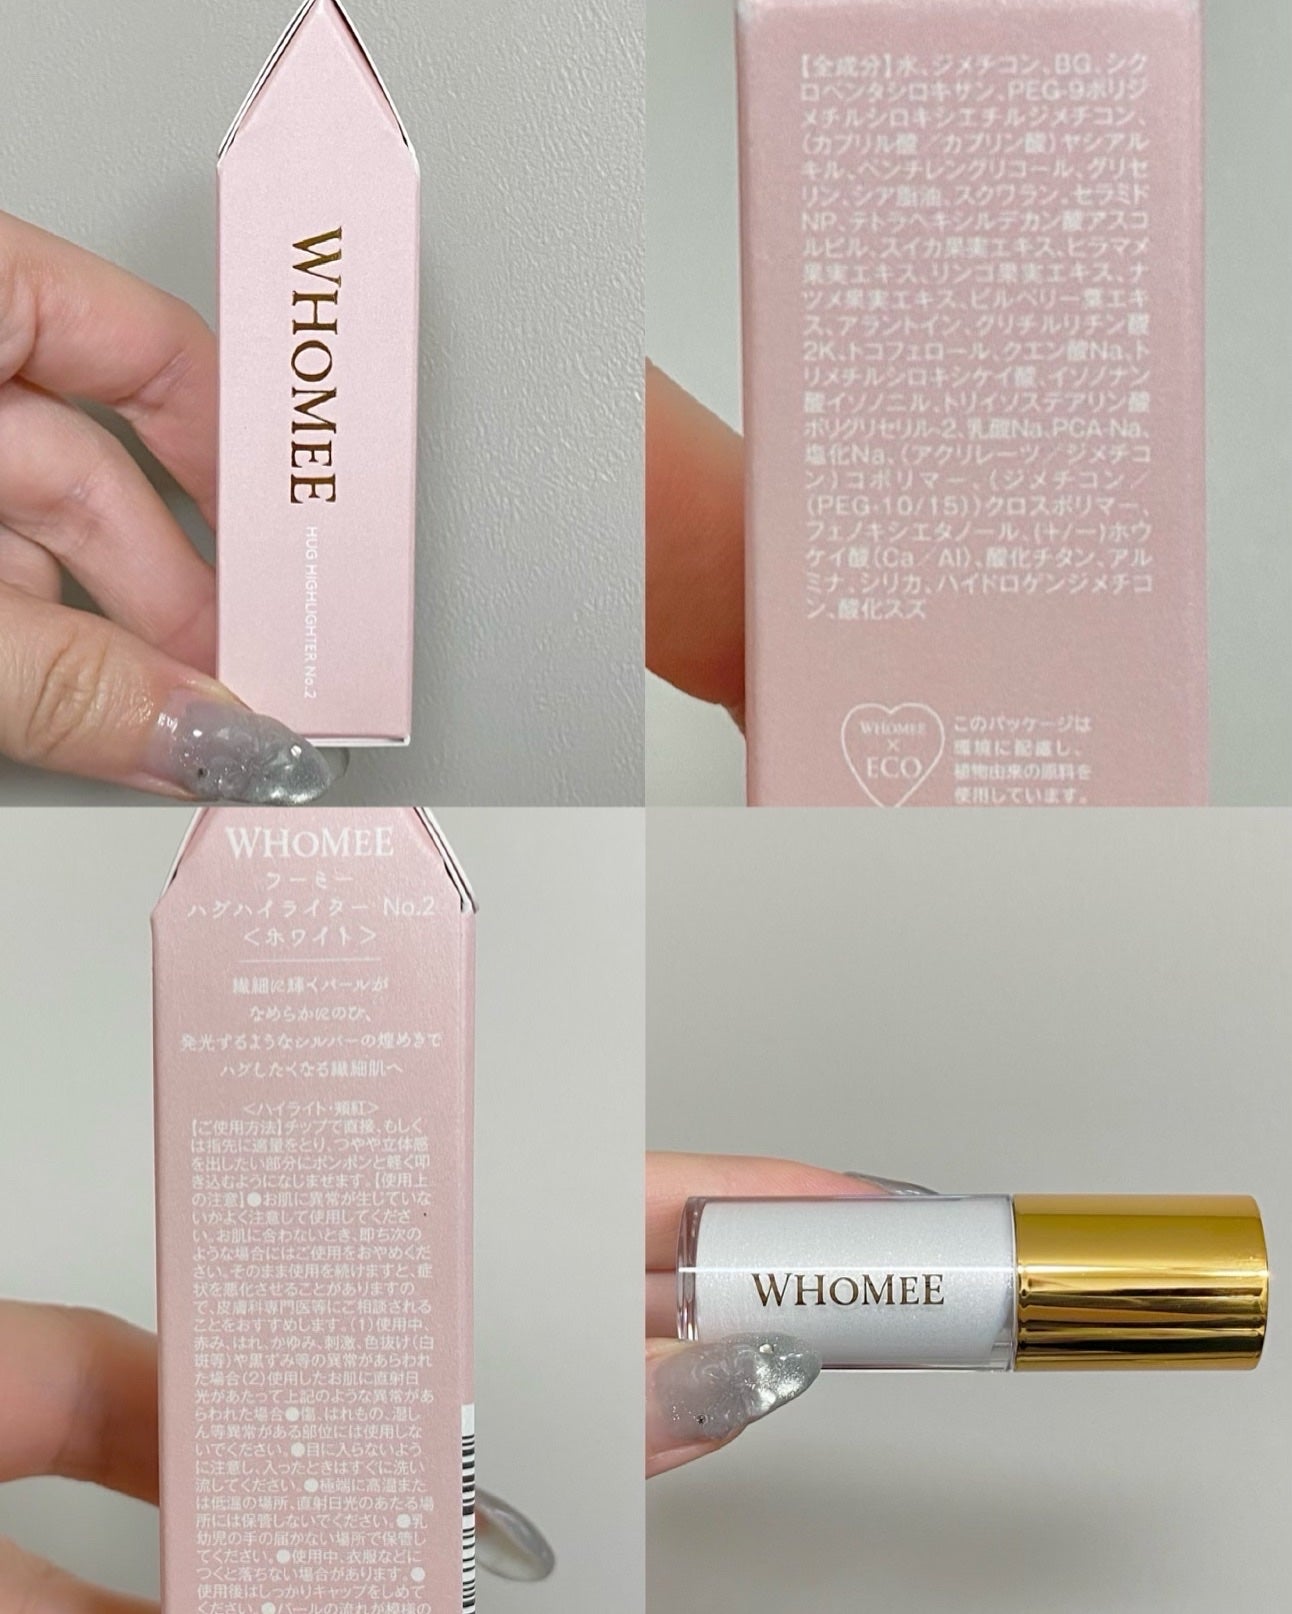 WHOMEE
HUG HIGHLIGHTER No.2
【全成分】水、ジメチコン、BG、シク
ロペンタシロキサン、PEG-9ポリジ
メチルシロキシエチルジメチコン、
(カプリル酸／カプリン酸)ヤシアル
キル、ペンチレングリコール、グリセ
リン、シア脂油、スクワラン、セラミド
NP、テトラヘキシルデカン酸アスコ
ルビル、スイカ果実エキス、ヒラマメ
果実エキス、リンゴ果実エキス、ナ
ツメ果実エキス、ビルベリー葉エキ
ス、アラントイン、グリチルリチン酸
2K、トコフェロール、クエン酸Na、ト
リメチルシロキシケイ酸、イソノナン
酸イソノニル、トリイソステアリン酸
ポリグリセリル-2、乳酸Na、PCA-Na、
塩化Na、(アクリレーツ／ジメチコ
ン)コポリマー、(ジメチコン／
(PEG-10/15))クロスポリマー、
フェノキシエタノール、(+/-)ホウ
ケイ酸(Ca／Al)、酸化チタン、アル
ミナ、シリカ、ハイドロゲンジメチコ
ン、酸化スズ
WHOMEE
×
ECO
このパッケージは
環境に配慮し、
植物由来の原料を
使用しています。
WHOMEE
フーミー
ハグハイライター No.2
＜ホワイト＞
繊細に輝くパールが
なめらかにのび、
発光するようなシルバーの煌めきで
ハグしたくなる繊細肌へ
＜ハイライト・頬紅＞
【ご使用方法】チップで直接、もしく
は指先に適量をとり、つやや立体感
を出したい部分にポンポンと軽く叩
き込むようになじませます。【使用上
の注意】●お肌に異常が生じていな
いかよく注意して使用してくださ
い。お肌に合わないとき、即ち次の
ような場合にはご使用をおやめくだ
さい。そのまま使用を続けますと、症
状を悪化させることがありますの
で、皮膚科専門医等にご相談される
ことをおすすめします。(1)使用中、
赤み、はれ、かゆみ、刺激、色抜け(白
斑等)や黒ずみ等の異常があらわれ
た場合(2)使用したお肌に直射日
光があたって上記のような異常があ
らわれた場合●傷、はれもの、湿し
ん等異常がある部位には使用しな
いでください。●目に入らないよう
に注意し、入ったときはすぐに洗い
流してください。●極端に高温また
は低温の場所、直射日光のあたる場
所には保管しないでください。●乳
幼児の手の届かない場所で保管し
てください。●使用中、衣服などに
つくと落ちない場合があります。●
使用後はしっかりキャップをしめて
ください。●パールの流れが模様の
WHOMEE